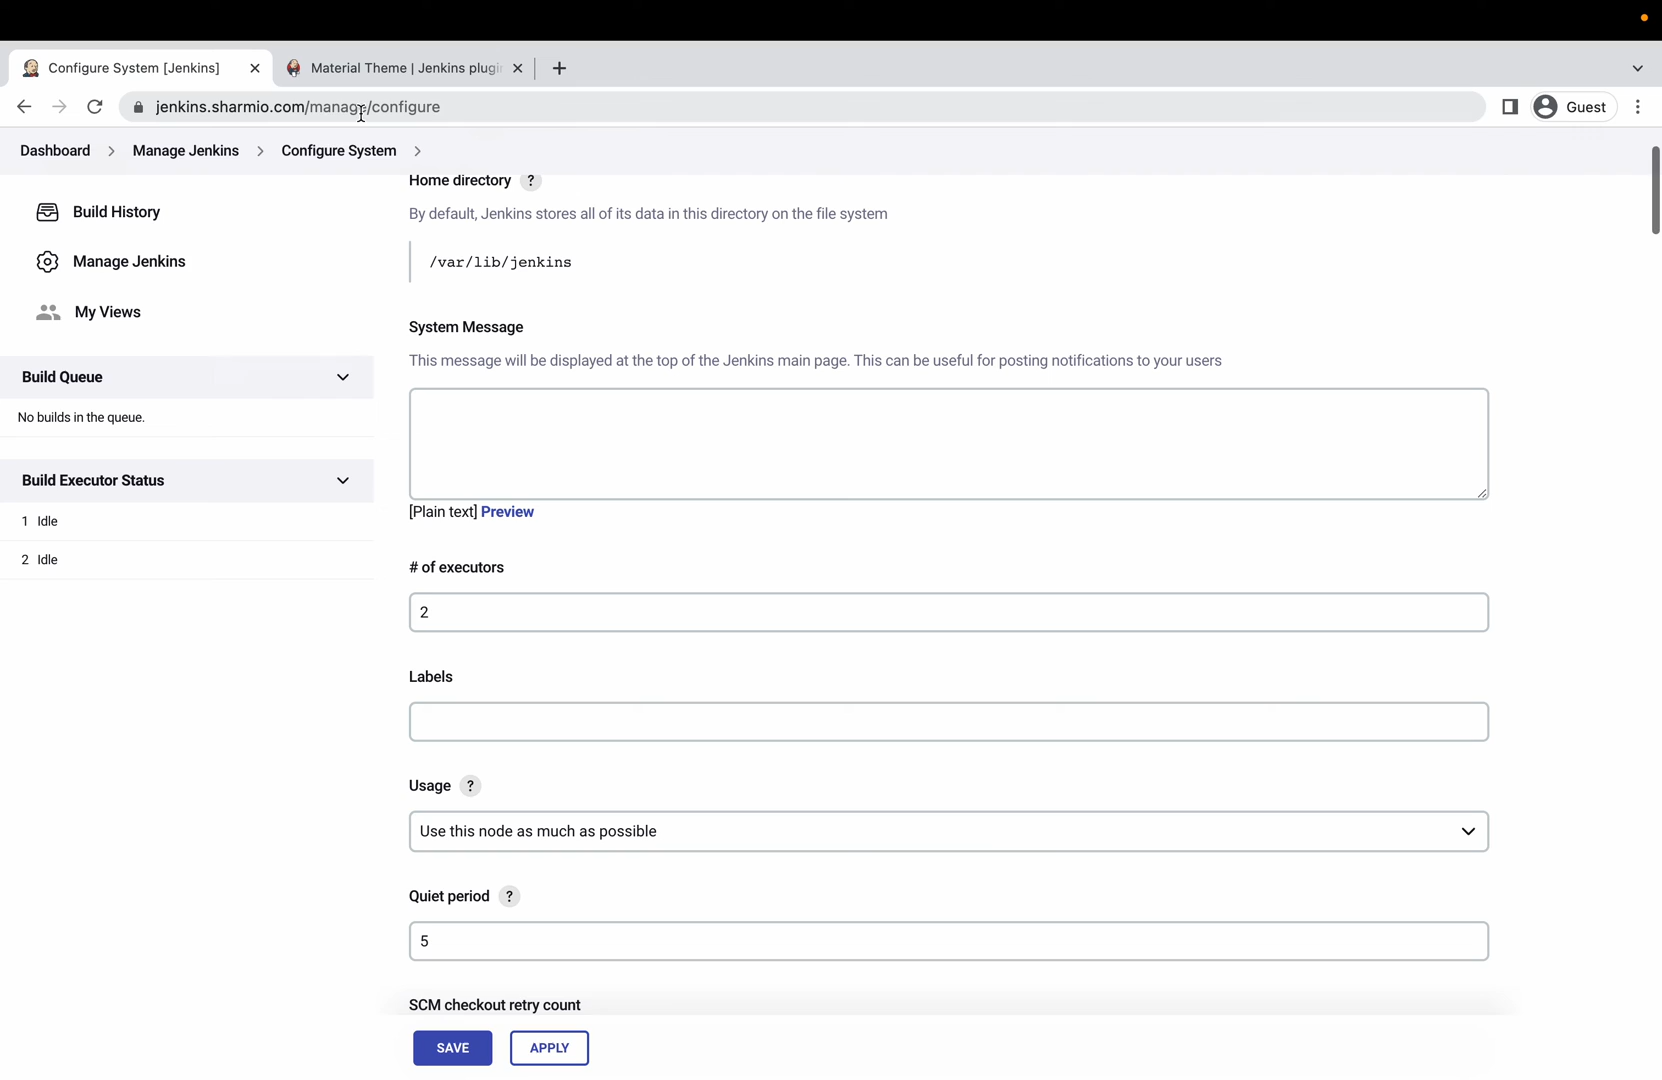 Configure System [Jenkins]
Material Theme | Jenkins plugi
jenkins.sharmio.com/manage/configure
Guest
Dashboard > Manage Jenkins > Configure System >
Build History
Manage Jenkins
My Views
Build Queue
No builds in the queue.
Build Executor Status
1 Idle
2 Idle
Home directory ?
By default, Jenkins stores all of its data in this directory on the file system
/var/lib/jenkins
System Message
This message will be displayed at the top of the Jenkins main page. This can be useful for posting notifications to your users
[Plain text] Preview
# of executors
2
Labels
Usage ?
Use this node as much as possible
Quiet period ?
5
SCM checkout retry count
SAVE APPLY